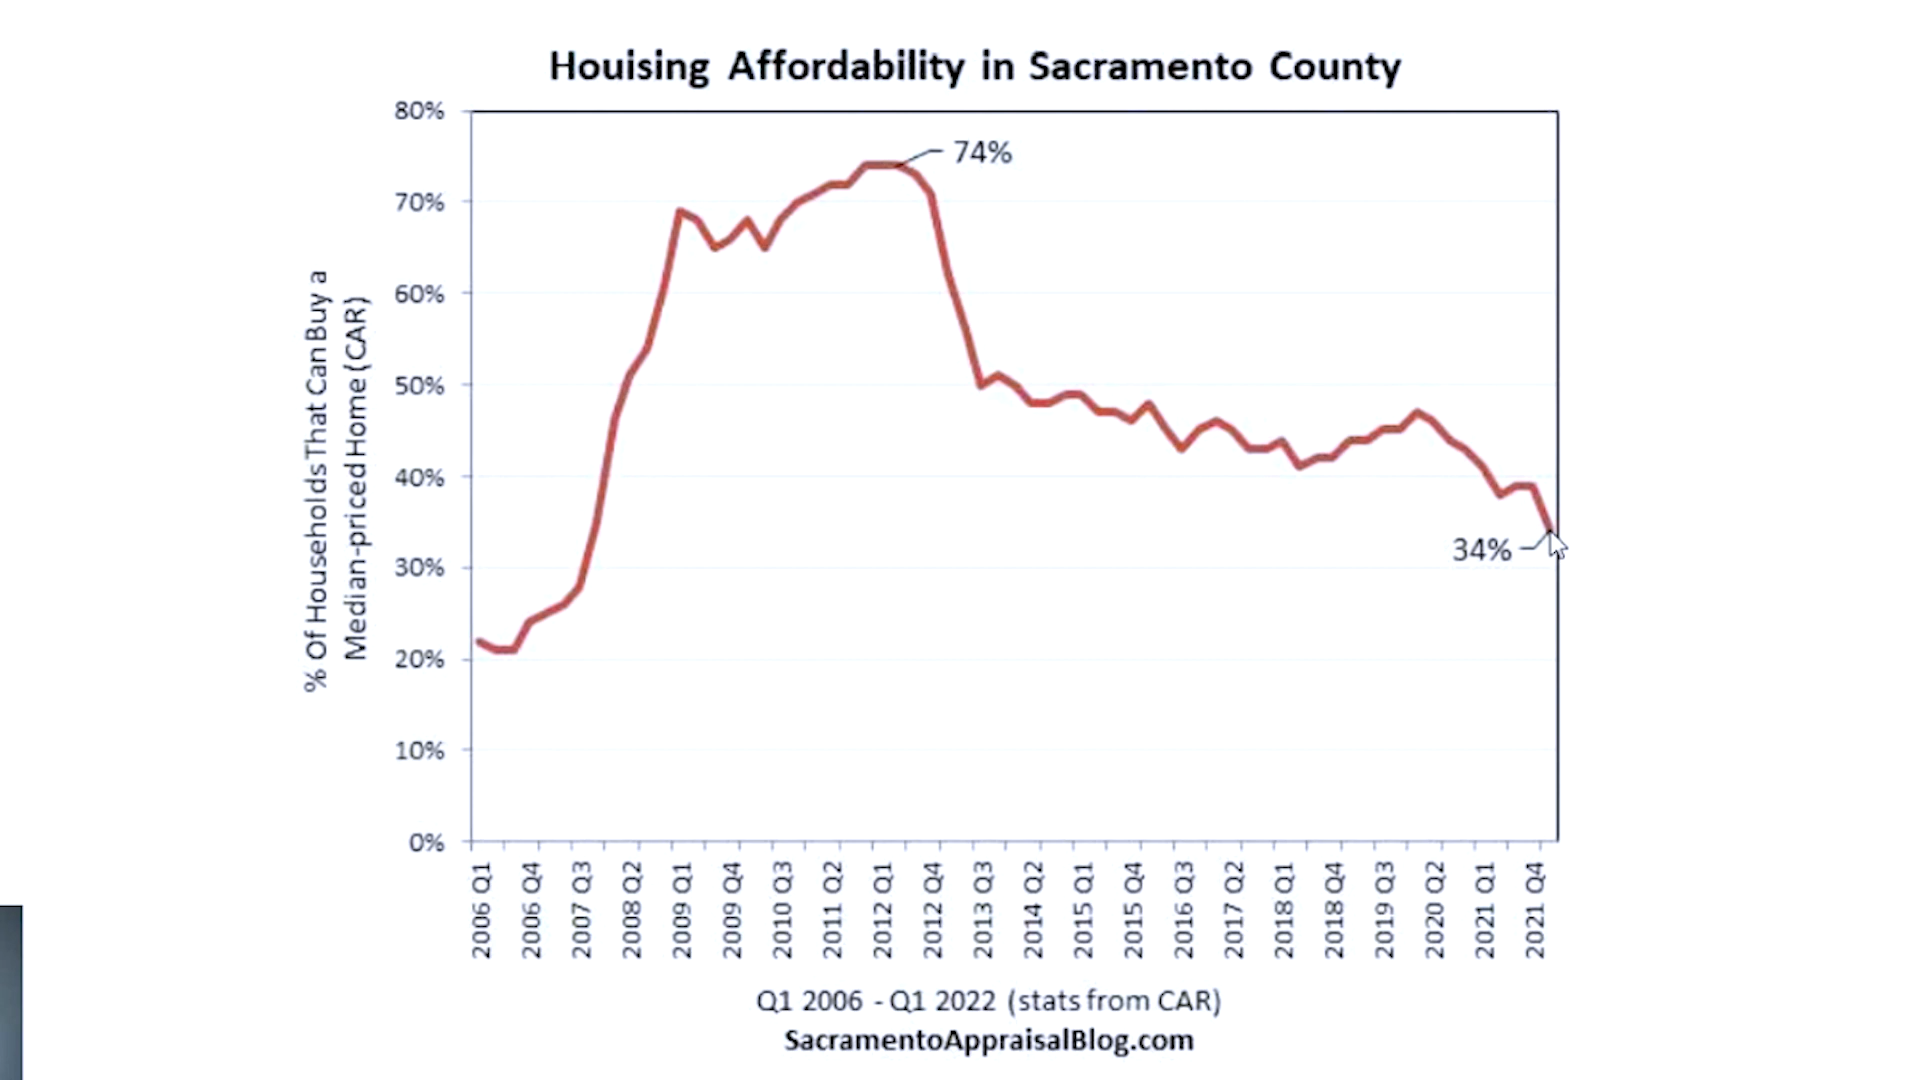 Houising Affordability in Sacramento County
80%
70%
60%
50%
40%
30%
20%
10%
0%
% Of Households That Can Buy a
Median-priced Home (CAR)
74%
34%
2006 Q1
2006 Q4
2007 Q3
2008 Q2
2009 Q1
2009 Q4
2010 Q3
2011 Q2
2012 Q1
2012 Q4
2013 Q3
2014 Q2
2015 Q1
2015 Q4
2016 Q3
2017 Q2
2018 Q1
2018 Q4
2019 Q3
2020 Q2
2021 Q1
2021 Q4
Q1 2006 - Q1 2022 (stats from CAR)
SacramentoAppraisalBlog.com